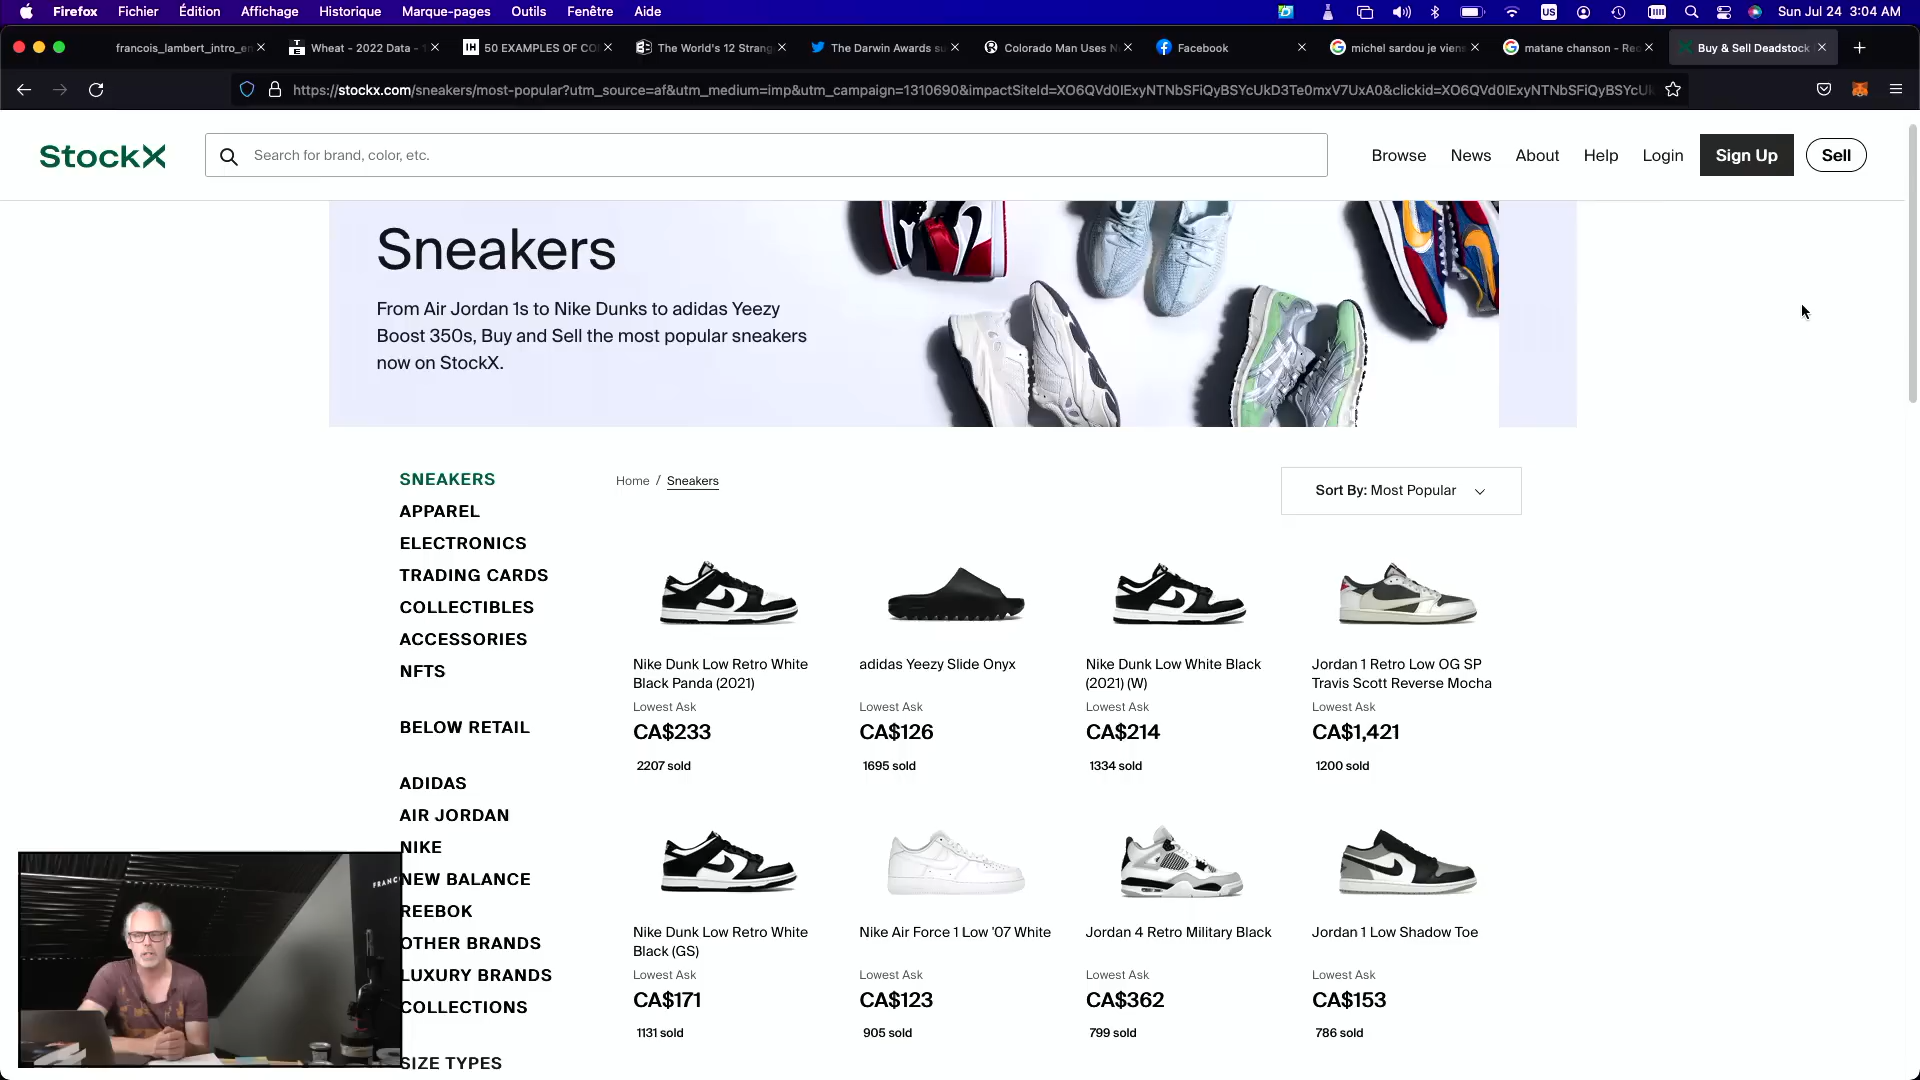 Firefox Fichier Édition Affichage Historique Marque-pages Outils Fenêtre Aide
US
Sun Jul 24 3:04 AM
francois_lambert_intro_en
Wheat - 2022 Data -
50 EXAMPLES OF CO
The World's 12 Strang
The Darwin Awards su
Colorado Man Uses N
Facebook
michel sardou je viens
matane chanson - Re
Buy & Sell Deadstock
https://stockx.com/sneakers/most-popular?utm_source=af&utm_medium=imp&utm_campaign=1310690&impactSiteId=XO6QVd0IExyNTNbSFiQyBSYcUkD3Te0mxV7UxA0&clickid=XO6QVd0IExyNTNbSFiQyBSYcUk
StockX
Search for brand, color, etc.
Browse News About Help Login Sign Up Sell
Sneakers
From Air Jordan 1s to Nike Dunks to adidas Yeezy
Boost 350s, Buy and Sell the most popular sneakers
now on StockX.
SNEAKERS
APPAREL
ELECTRONICS
TRADING CARDS
COLLECTIBLES
ACCESSORIES
NFTS
BELOW RETAIL
ADIDAS
AIR JORDAN
NIKE
NEW BALANCE
REEBOK
OTHER BRANDS
LUXURY BRANDS
COLLECTIONS
SIZE TYPES
Home / Sneakers
Sort By: Most Popular
Nike Dunk Low Retro White
Black Panda (2021)
Lowest Ask
CA$233
2207 sold
adidas Yeezy Slide Onyx
Lowest Ask
CA$126
1695 sold
Nike Dunk Low White Black
(2021) (W)
Lowest Ask
CA$214
1334 sold
Jordan 1 Retro Low OG SP
Travis Scott Reverse Mocha
Lowest Ask
CA$1,421
1200 sold
Nike Dunk Low Retro White
Black (GS)
Lowest Ask
CA$171
1131 sold
Nike Air Force 1 Low '07 White
Lowest Ask
CA$123
905 sold
Jordan 4 Retro Military Black
Lowest Ask
CA$362
799 sold
Jordan 1 Low Shadow Toe
Lowest Ask
CA$153
786 sold
FRANC